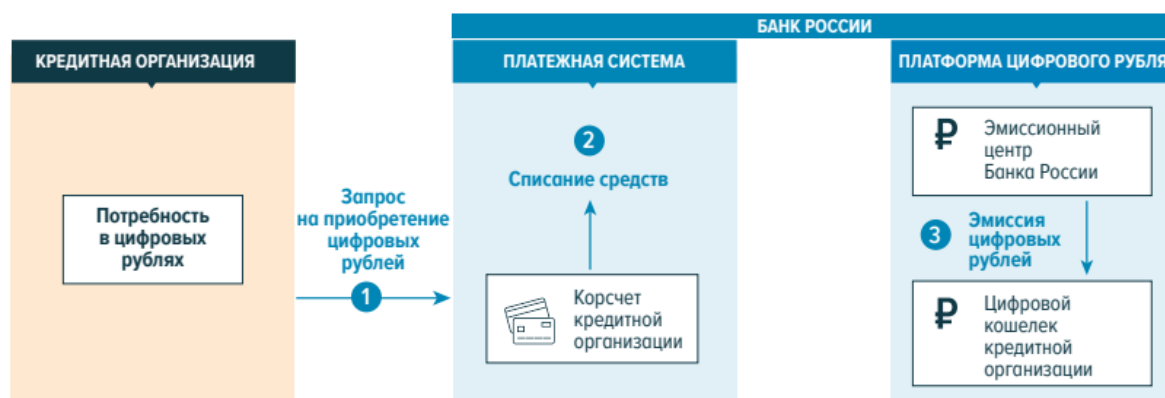 БАНК РОССИИ
КРЕДИТНАЯ ОРГАНИЗАЦИЯ
ПЛАТЕЖНАЯ СИСТЕМА
ПЛАТФОРМА ЦИФРОВОГО РУБЛЯ
Потребность
в цифровых
рублях
Запрос
на приобретение
цифровых
рублей
1
2
Списание средств
Корсчет
кредитной
организации
₽
Эмиссионный
центр
Банка России
3
Эмиссия
цифровых
рублей
₽
Цифровой
кошелек
кредитной
организации